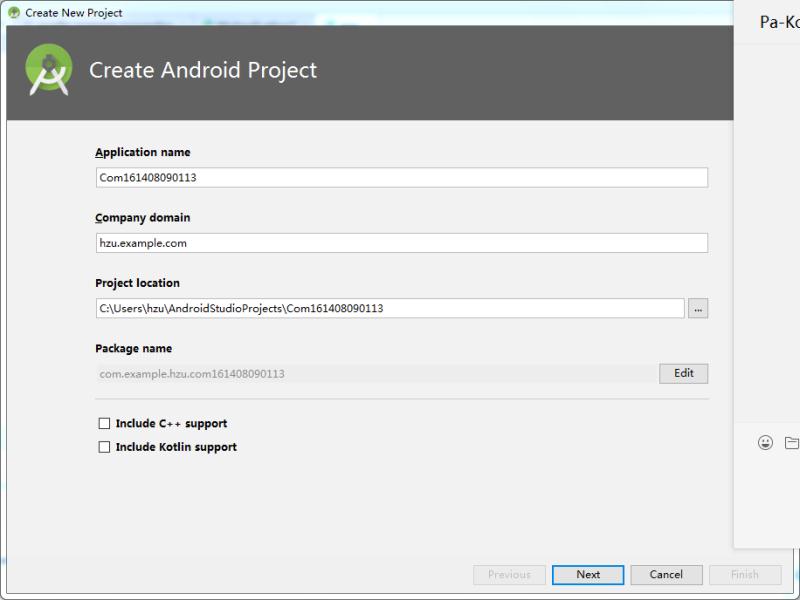 Create New Project
Pa-Ko
Create Android Project
Application name
Com161408090113
Company domain
hzu.example.com
Project location
C:\Users\hzu\AndroidStudioProjects\Com161408090113
...
Package name
com.example.hzu.com161408090113
Edit
Include C++ support
Include Kotlin support
Previous
Next
Cancel
Finish